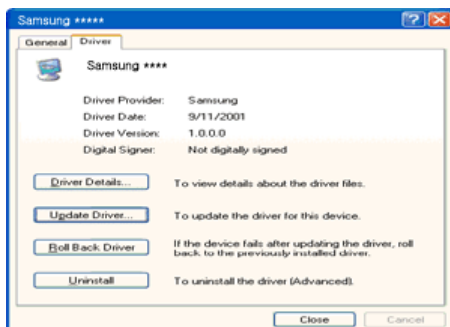 Samsung *****
General Driver
Samsung ****
Driver Provider: Samsung
Driver Date: 9/11/2001
Driver Version: 1.0.0.0
Digital Signer: Not digitally signed
Driver Details... To view details about the driver files.
Update Driver... To update the driver for this device.
Roll Back Driver If the device fails after updating the driver, roll
back to the previously installed driver.
Uninstall To uninstall the driver (Advanced).
Close Cancel